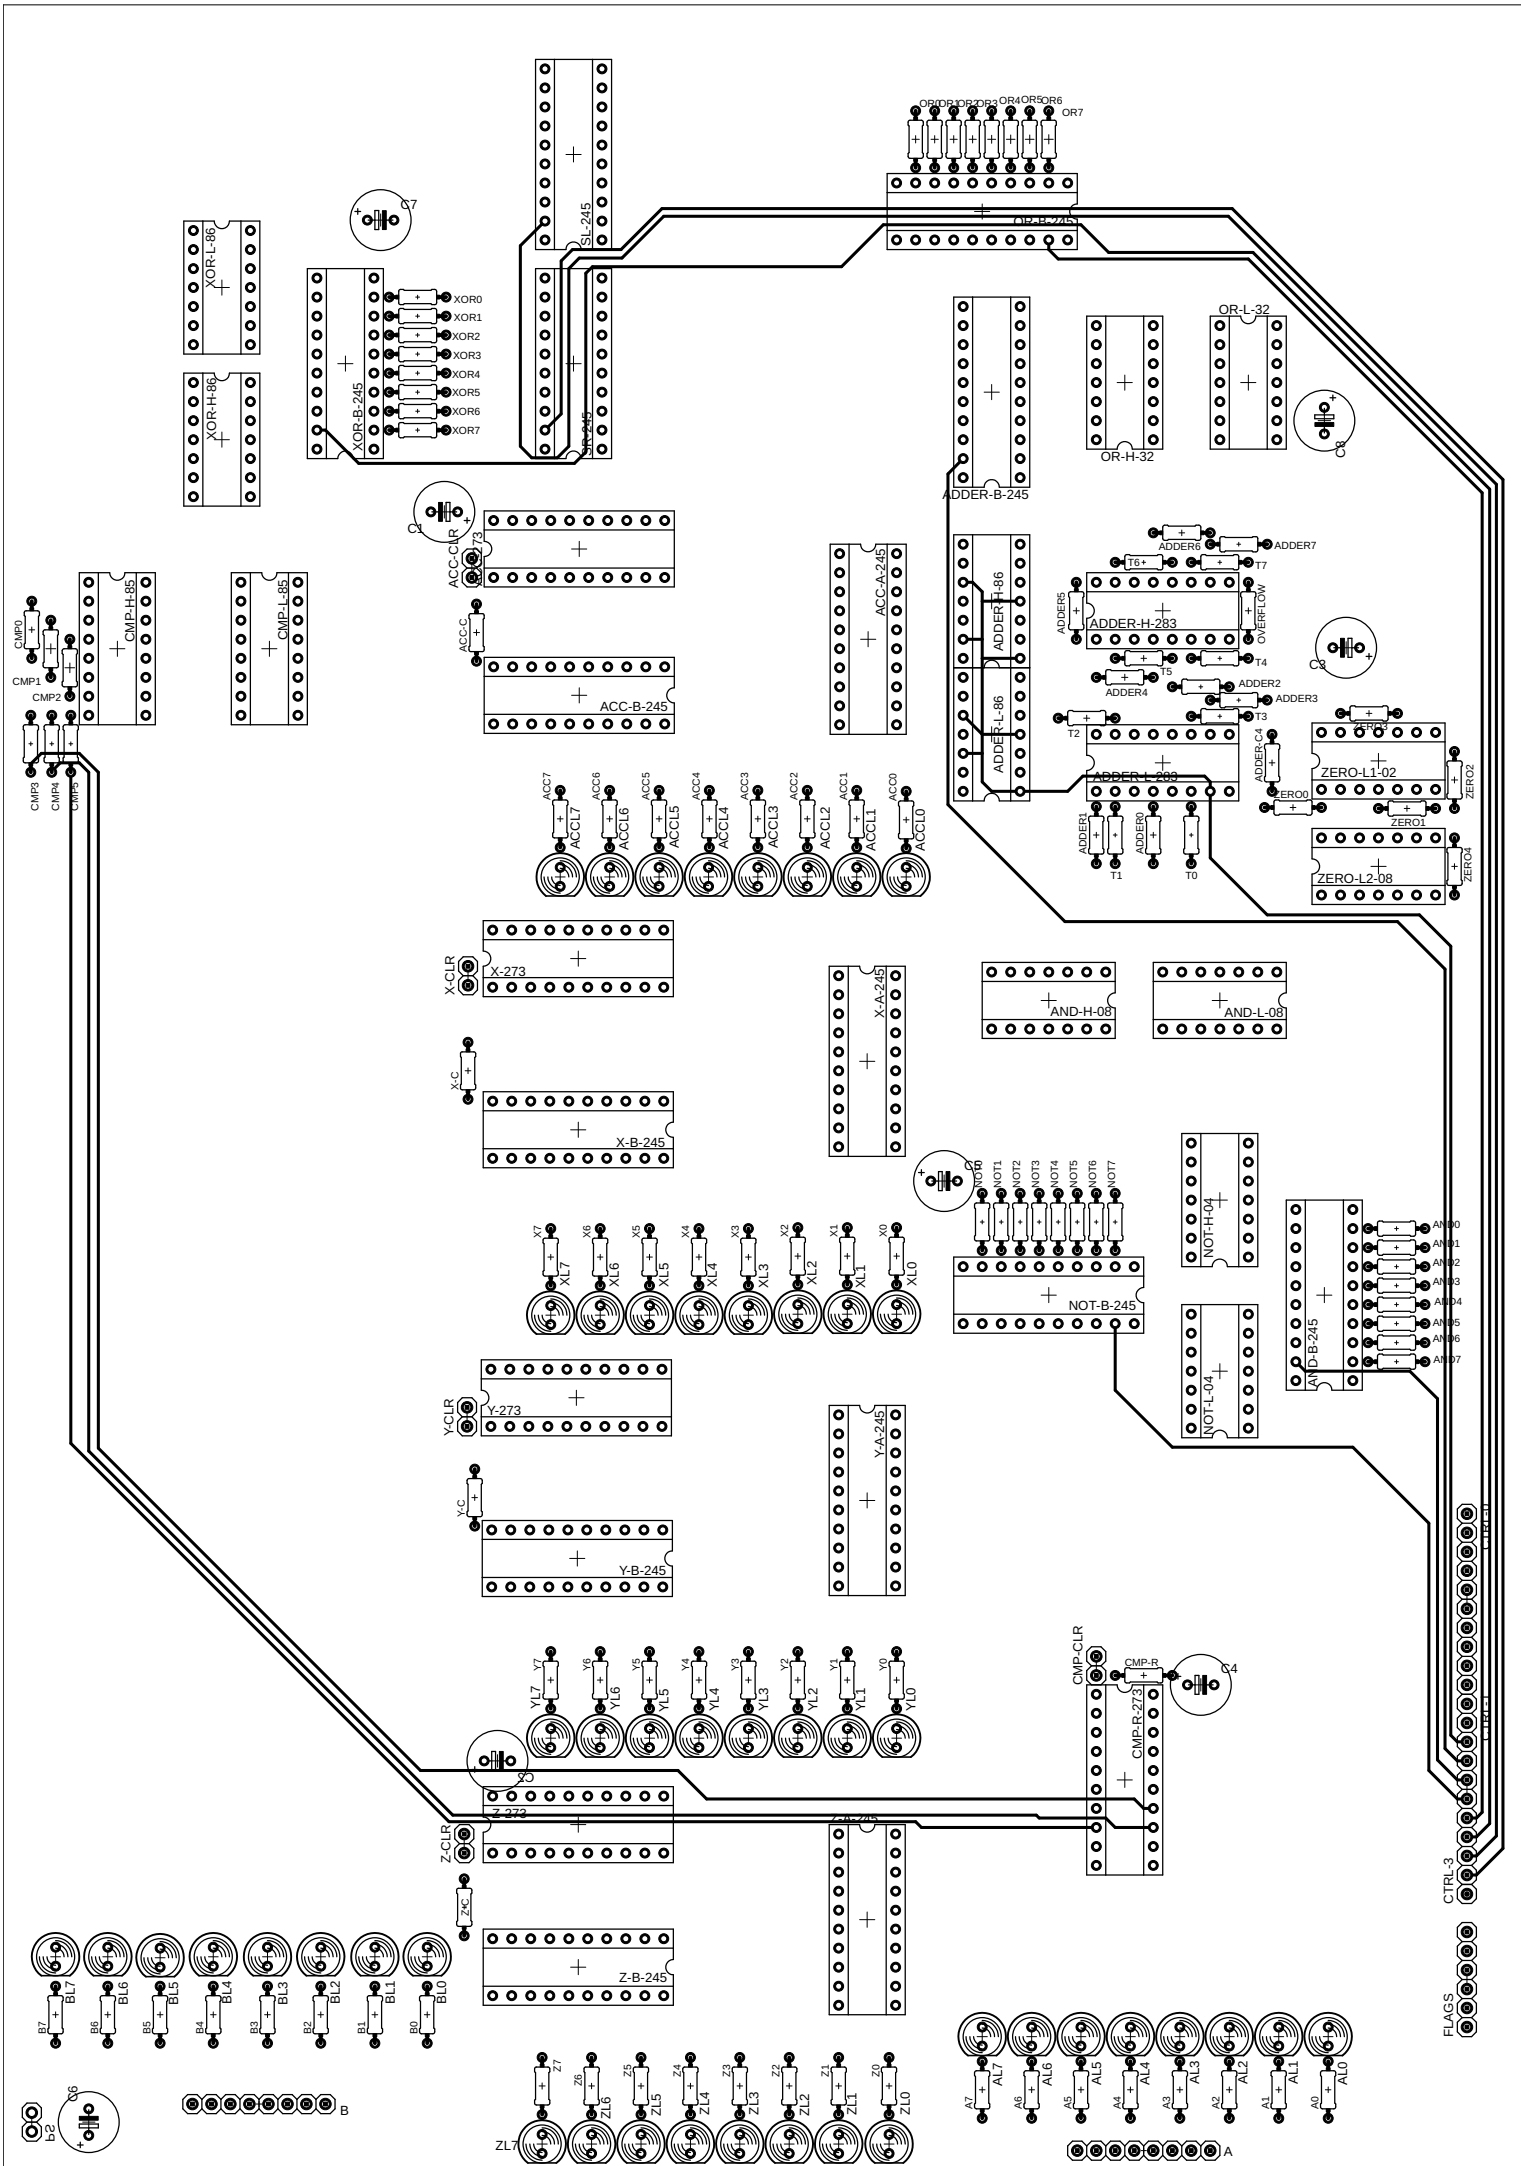 OR0
OR1
OR2
OR3
OR4
OR5
OR6
OR7
C7
SL-245
OR-B-245
XOR-L-86
XOR0
XOR1
XOR2
XOR3
XOR4
XOR5
XOR6
XOR7
XOR-B-245
XOR-H-86
SR-245
OR-L-32
OR-H-32
C8
ADDER-B-245
C1
ACC-CLR
ACC-A-245
ADDER-H-86
ADDER6
ADDER7
T6
T7
ADDER5
ADDER-H-283
OVERFLOW
CMP-H-85
CMP-L-85
CMP0
CMP1
CMP2
ACC-C
ACC-B-245
T5
T4
C3
ADDER4
ADDER2
ADDER3
T3
T2
ADDER-L-86
ADDER-L-283
ADDER-C4
ZERO3
ZERO-L1-02
ZERO2
ZERO0
ZERO1
CMP3
CMP4
CMP5
ACC7
ACC6
ACC5
ACC4
ACC3
ACC2
ACC1
ACC0
ACCL7
ACCL6
ACCL5
ACCL4
ACCL3
ACCL2
ACCL1
ACCL0
ADDER1
T1
ADDER0
T0
ZERO-L2-08
ZERO4
X-CLR
X-273
X-A-245
AND-H-08
AND-L-08
X-C
X-B-245
C5
NOT1
NOT2
NOT3
NOT4
NOT5
NOT6
NOT7
NOT-H-04
X7
X6
X5
X4
X3
X2
X1
X0
XL7
XL6
XL5
XL4
XL3
XL2
XL1
XL0
NOT-B-245
AND0
AND1
AND2
AND3
AND4
AND5
AND6
AND7
AND-B-245
NOT-L-04
Y-CLR
Y-273
Y-A-245
Y-C
Y-B-245
CTRL-0
Y7
Y6
Y5
Y4
Y3
Y2
Y1
Y0
YL7
YL6
YL5
YL4
YL3
YL2
YL1
YL0
CMP-CLR
CMP-R
C4
CMP-R-273
CTRL-1
C2
Z-273
Z-A-245
Z-CLR
CTRL-3
Z-C
Z-B-245
BL7
BL6
BL5
BL4
BL3
BL2
BL1
BL0
B7
B6
B5
B4
B3
B2
B1
B0
FLAGS
Z7
Z6
Z5
Z4
Z3
Z2
Z1
Z0
ZL7
ZL6
ZL5
ZL4
ZL3
ZL2
ZL1
ZL0
AL7
AL6
AL5
AL4
AL3
AL2
AL1
AL0
A7
A6
A5
A4
A3
A2
A1
A0
PS
C6
B
A